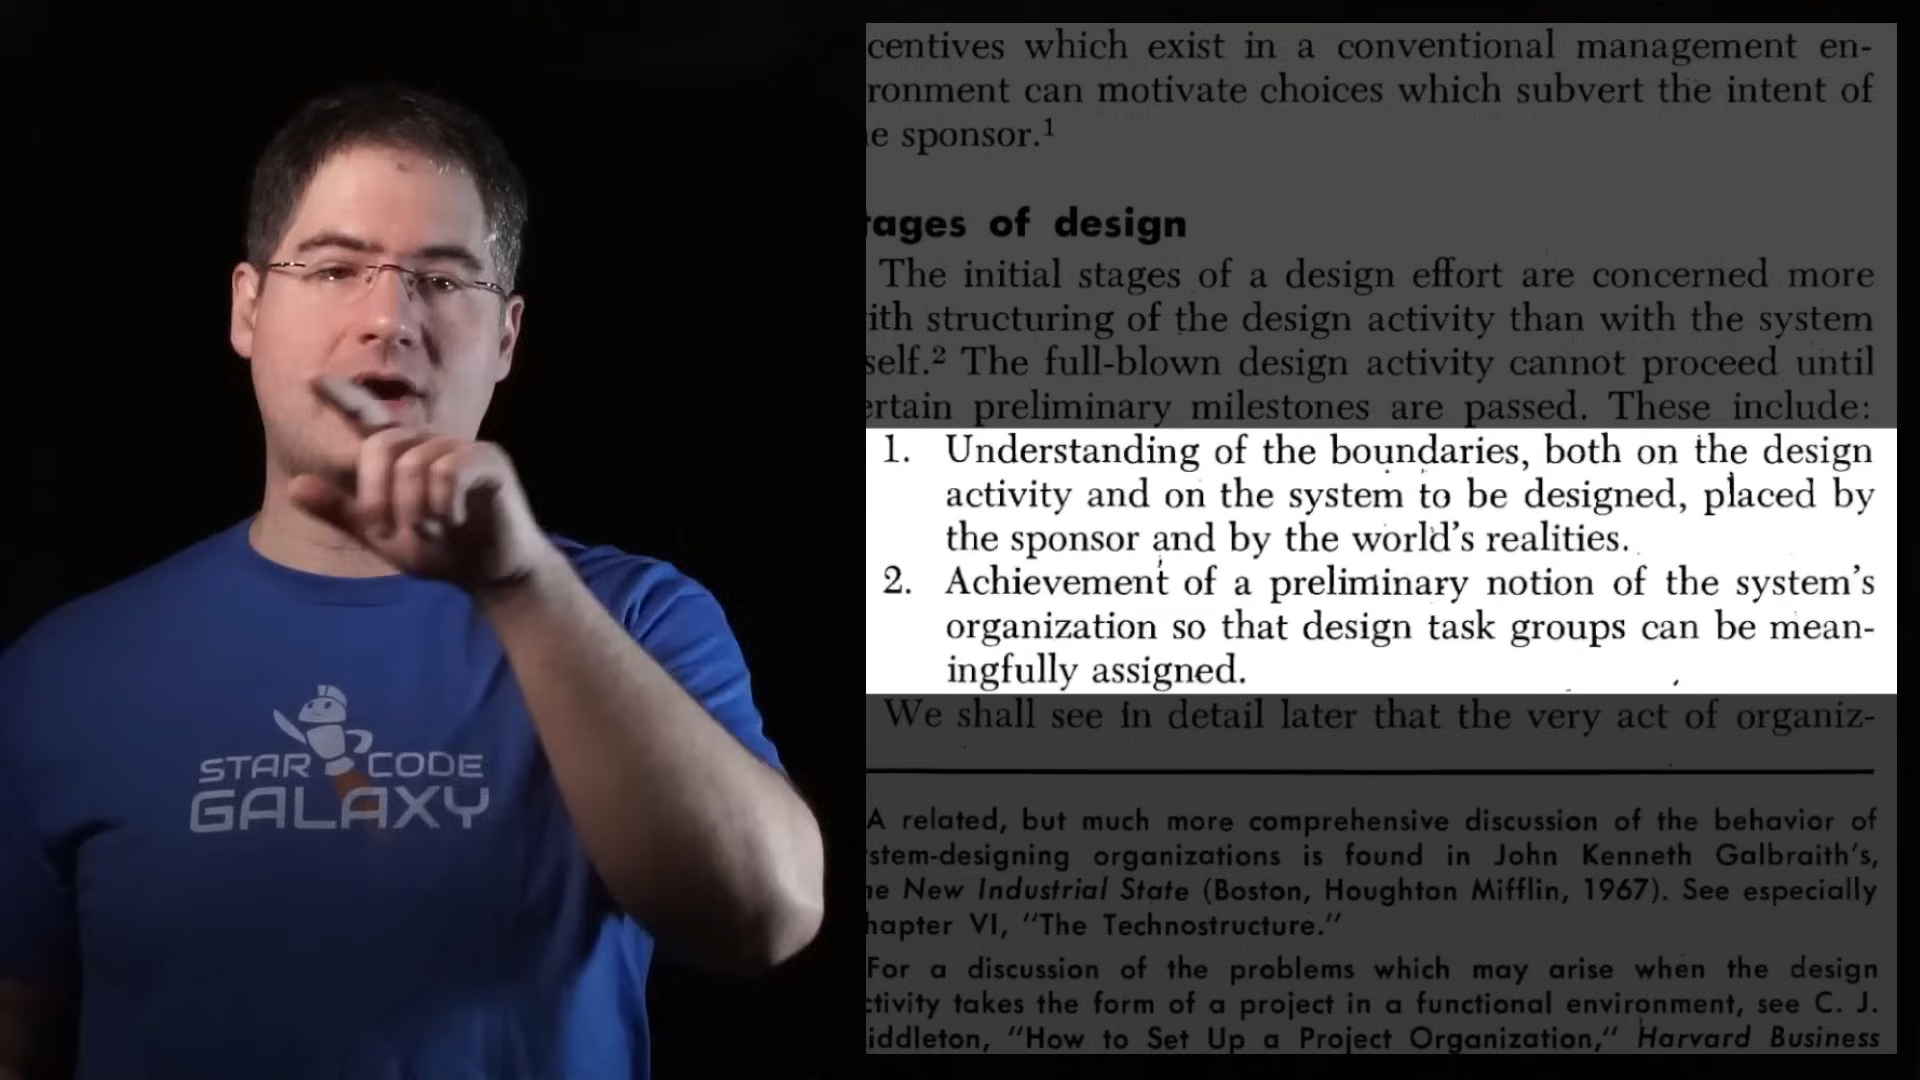 STAR CODE
GALAXY
centives which exist in a conventional management en-
ronment can motivate choices which subvert the intent of
e sponsor.¹
ages of design
The initial stages of a design effort are concerned more
ith structuring of the design activity than with the system
self.² The full-blown design activity cannot proceed until
ertain preliminary milestones are passed. These include:
1. Understanding of the boundaries, both on the design
activity and on the system to be designed, placed by
the sponsor and by the world's realities.
2. Achievement of a preliminary notion of the system's
organization so that design task groups can be mean-
ingfully assigned.
We shall see in detail later that the very act of organiz-
A related, but much more comprehensive discussion of the behavior of
stem-designing organizations is found in John Kenneth Galbraith's,
he New Industrial State (Boston, Houghton Mifflin, 1967). See especially
hapter VI, "The Technostructure."
For a discussion of the problems which may arise when the design
ctivity takes the form of a project in a functional environment, see C. J.
iddleton, "How to Set Up a Project Organization," Harvard Business